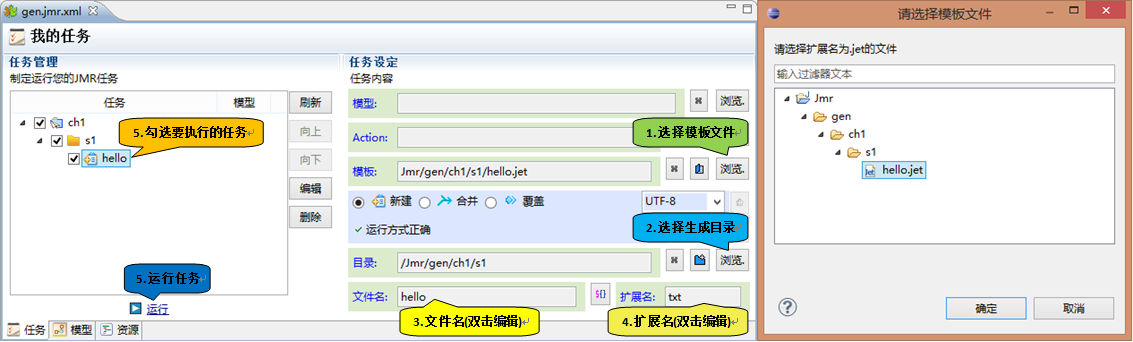 gen.jmr.xml
我的任务
任务管理
制定运行您的JMR任务
任务 模型
ch1
s1
hello
5.勾选要执行的任务
刷新
向上
向下
编辑
删除
5.运行任务
运行
任务 模型 资源
任务设定
任务内容
模型: 浏览.
Action:
1.选择模板文件
模板: Jmr/gen/ch1/s1/hello.jet 浏览.
新建 合并 覆盖 UTF-8
运行方式正确
2.选择生成目录
目录: /Jmr/gen/ch1/s1 浏览.
文件名: hello ${} 扩展名: txt
3.文件名(双击编辑)
4.扩展名(双击编辑)
请选择模板文件
请选择扩展名为.jet的文件
输入过滤器文本
Jmr
gen
ch1
s1
hello.jet
确定 取消